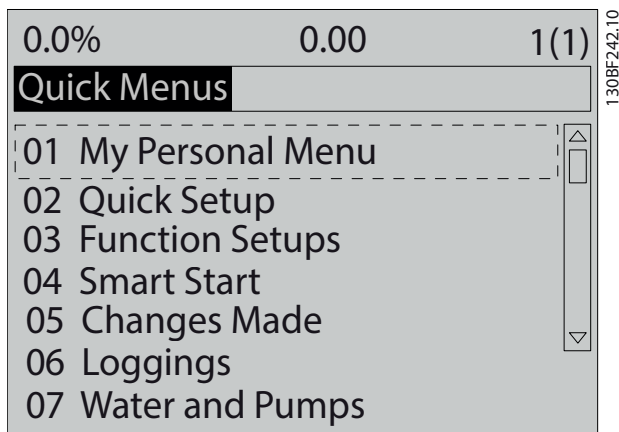 0.0% 0.00 1(1)
Quick Menus
01 My Personal Menu
02 Quick Setup
03 Function Setups
04 Smart Start
05 Changes Made
06 Loggings
07 Water and Pumps
130BF242.10